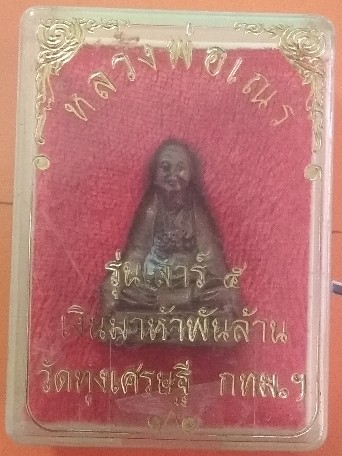 หลวงพ่อเณร
รุ่นเสาร์ ๕
เงินมาห้าพันล้าน
วัดทุ่งเศรษฐี กทม.ฯ